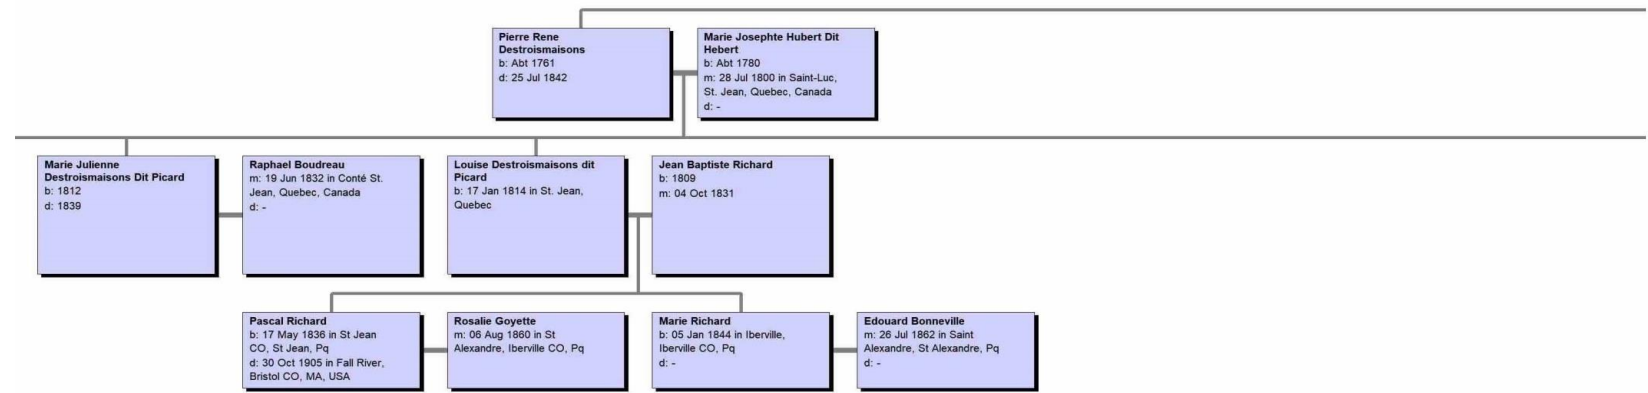 Pierre Rene
Destroismaisons
b: Abt 1761
d: 25 Jul 1842
Marie Josephte Hubert Dit
Hebert
b: Abt 1780
m: 28 Jul 1800 in Saint-Luc,
St. Jean, Quebec, Canada
d: -
Marie Julienne
Destroismaisons Dit Picard
b: 1812
d: 1839
Raphael Boudreau
m: 19 Jun 1832 in Conté St.
Jean, Quebec, Canada
d: -
Louise Destroismaisons dit
Picard
b: 17 Jan 1814 in St. Jean,
Quebec
Jean Baptiste Richard
b: 1809
m: 04 Oct 1831
Pascal Richard
b: 17 May 1836 in St Jean
CO, St Jean, Pq
d: 30 Oct 1905 in Fall River,
Bristol CO, MA, USA
Rosalie Goyette
m: 06 Aug 1860 in St
Alexandre, Iberville CO, Pq
Marie Richard
b: 05 Jan 1844 in Iberville,
Iberville CO, Pq
d: -
Edouard Bonneville
m: 26 Jul 1862 in Saint
Alexandre, St Alexandre, Pq
d: -